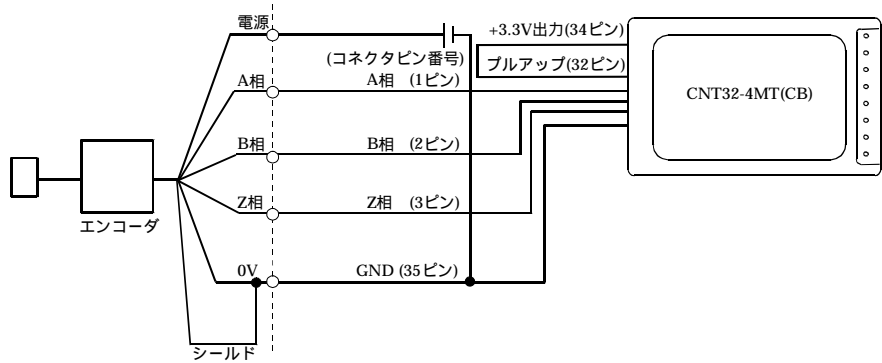 電源
+3.3V出力(34ピン)
(コネクタピン番号)
プルアップ(32ピン)
A相
A相 (1ピン)
CNT32-4MT(CB)
B相
B相 (2ピン)
Z相
Z相 (3ピン)
エンコーダ
0V
GND (35ピン)
シールド